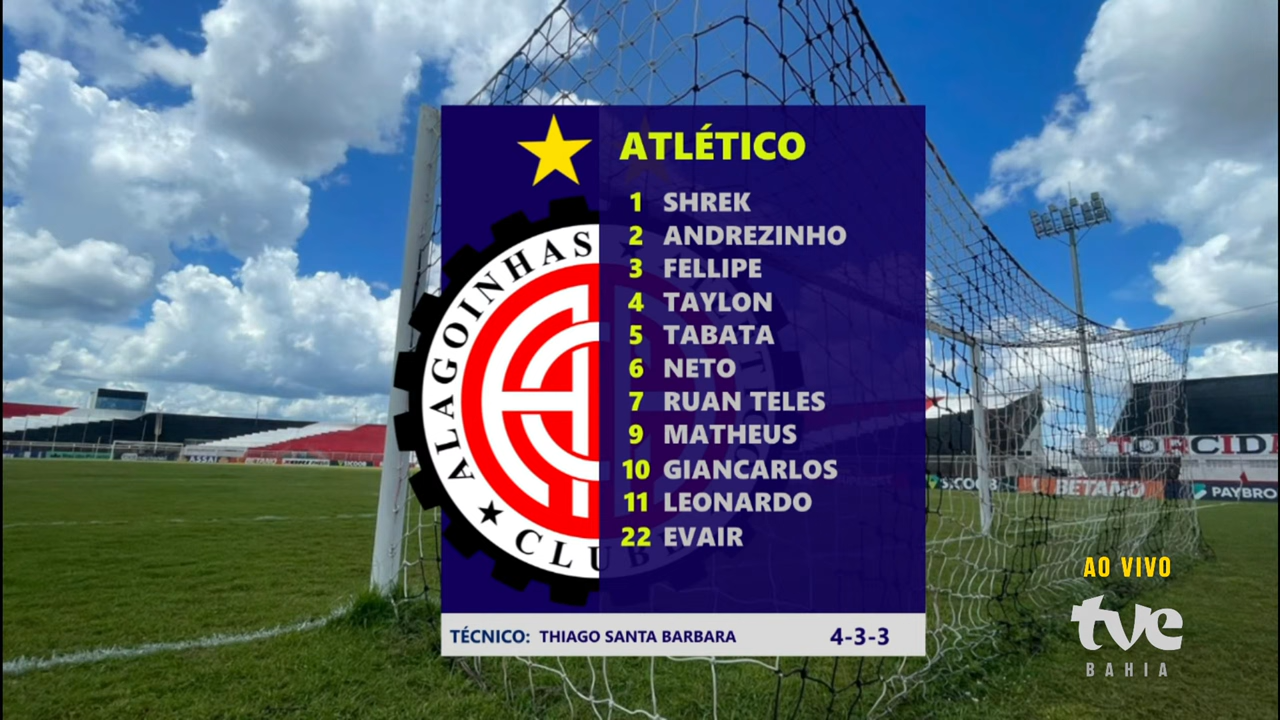 ATLÉTICO
1 SHREK
2 ANDREZINHO
3 FELLIPE
4 TAYLON
5 TABATA
6 NETO
7 RUAN TELES
9 MATHEUS
10 GIANCARLOS
11 LEONARDO
22 EVAIR
ALAGOINHAS
CLUBE
TÉCNICO: THIAGO SANTA BARBARA 4-3-3
TORCID
SICOOB
BETANO
PAYBRO
AO VIVO
tve
BAHIA